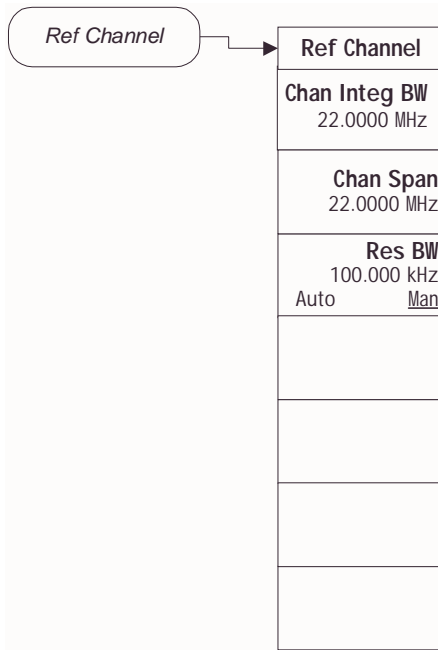 Ref Channel
Ref Channel
Chan Integ BW
22.0000 MHz
Chan Span
22.0000 MHz
Res BW
100.000 kHz
Auto Man